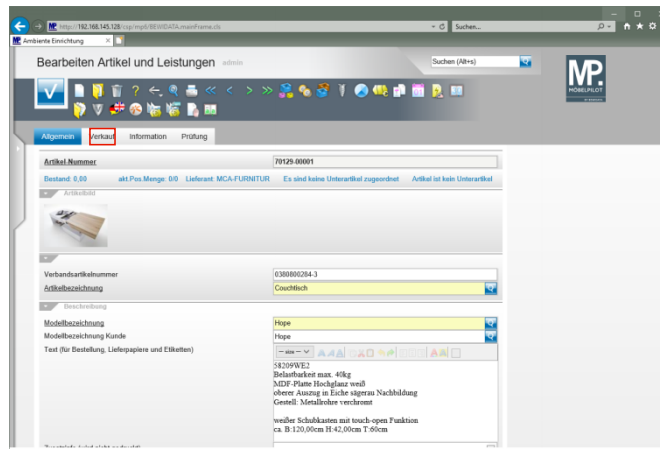 http://192.168.145.128/csp/mp6/BEWIDATA.mainFrame.cls
Suchen...
Ambiente Einrichtung
Bearbeiten Artikel und Leistungen admin
Suchen (Alt+s)
MP.
MÖBELPILOT
Allgemein Verkauf Information Prüfung
Artikel-Nummer 70129-00001
Bestand: 0,00 akt.Pos.Menge: 0/0 Lieferant: MCA-FURNITUR Es sind keine Unterartikel zugeordnet Artikel ist kein Unterartikel
Artikelbild
Verbandsartikelnummer 0380800284-3
Artikelbezeichnung Couchtisch
Beschreibung
Modellbezeichnung Hope
Modellbezeichnung Kunde Hope
Text (für Bestellung, Lieferpapiere und Etiketten)
58209WE2
Belastbarkeit max. 40kg
MDF-Platte Hochglanz weiß
oberer Auszug in Eiche sägerau Nachbildung
Gestell: Metallrohre verchromt
weißer Schubkasten mit touch-open Funktion
ca. B:120,00cm H:42,00cm T:60cm